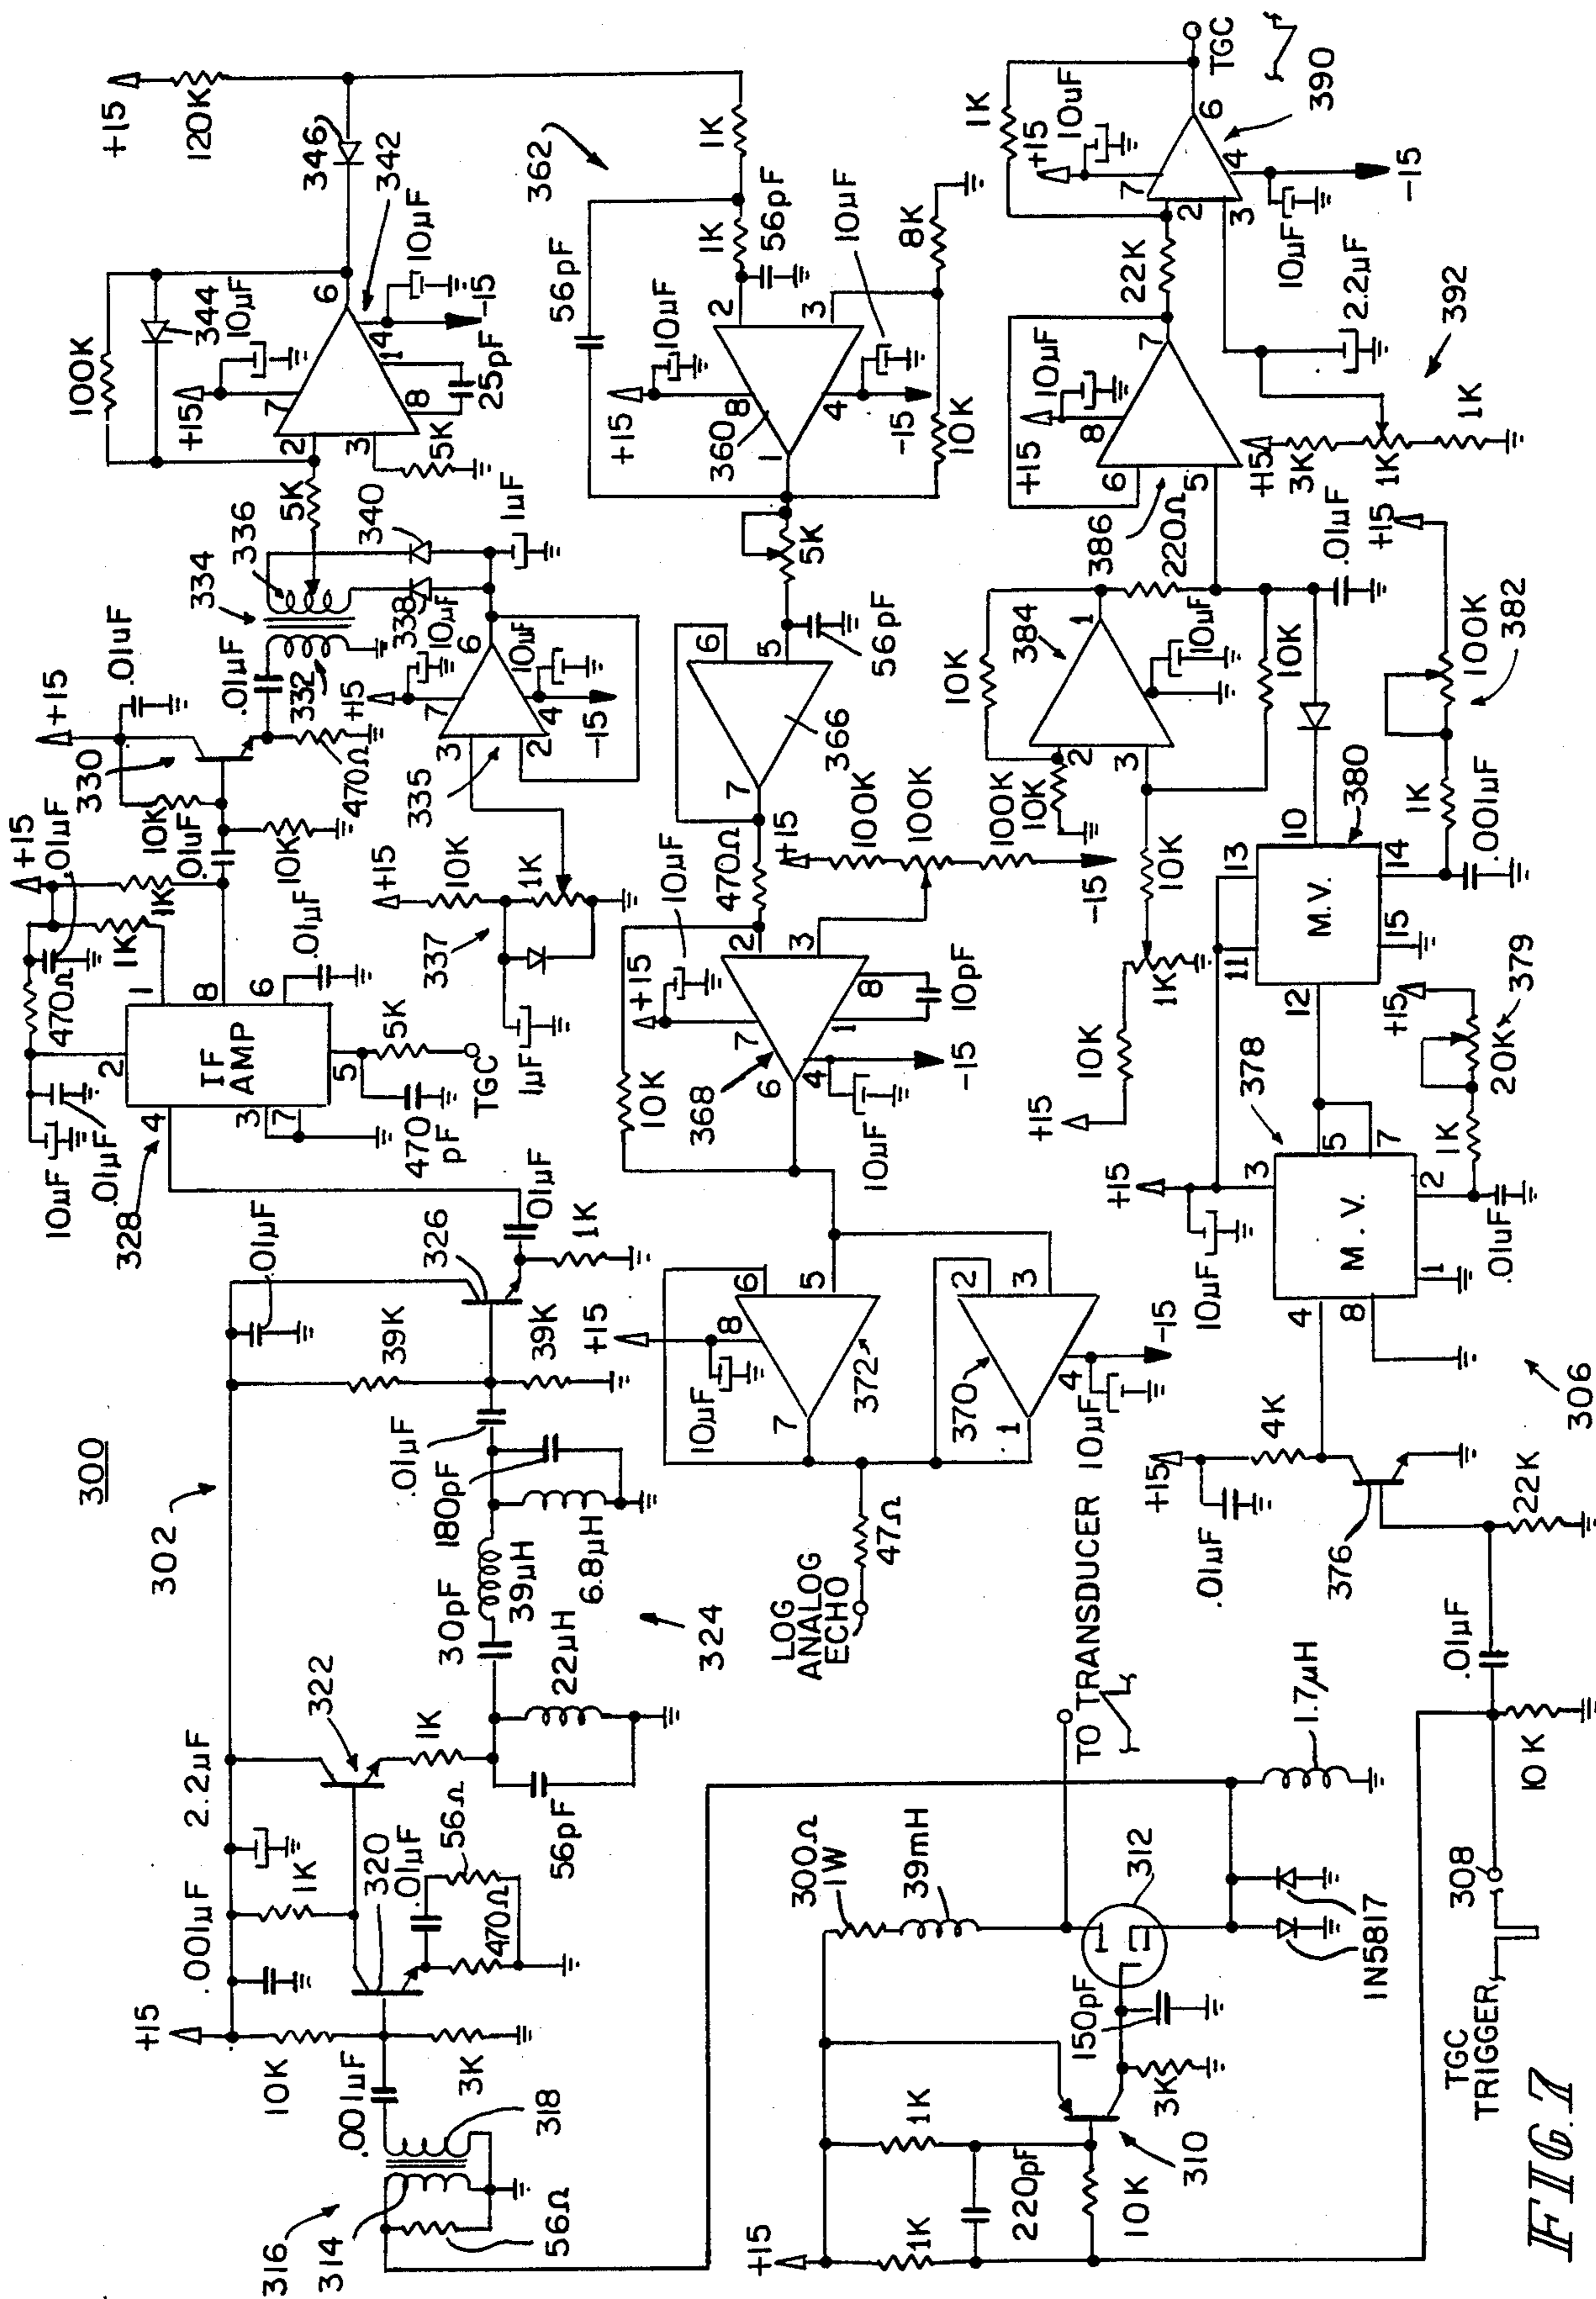 300
302
+15
.001µF
2.2µF
10K
1K
320
322
.01µF
56Ω
470Ω
1K
.001µF
3K
318
316
314
56Ω
56pF
22µH
30pF
39µH
180pF
6.8µH
324
.01µF
39K
39K
.01µF
326
.01µF
1K
328
10µF
.01µF
470Ω
.01µF
+15
1K
1K
4
2
1
8
6
3
7
5
IF
AMP
470
pF
5K
TGC
.01µF
.01µF
10K
10K
330
+15
.01uF
470Ω
.01µF
332
334
336
338
340
1µF
335
+15
10µF
10µF
-15
3
2
7
4
6
337
+15
10K
1K
1µF
5K
5K
100K
344
10µF
+15
2
3
7
6
4
1
8
25pF
10µF
-15
342
346
120K
+15
362
1K
1K
56pF
56pF
10µF
+15
2
3
8
4
1
360
10µF
-15
8K
10K
5K
56pF
366
6
5
7
470Ω
+15
100K
100K
100K
-15
10µF
+15
2
3
7
6
4
1
8
10pF
-15
10µF
368
10K
+15
10µF
6
5
8
7
372
2
3
370
4
1
-15
10µF
47Ω
LOG
ANALOG
ECHO
TO TRANSDUCER
300Ω
1W
39mH
312
150pF
1.7µH
1N5817
+15
1K
1K
220pF
10K
310
3K
TGC
TRIGGER
308
10K
.01µF
22K
376
+15
.01µF
4K
306
378
+15
10µF
4
8
3
5
7
2
1
M.V.
.01uF
1K
20K
379
+15
12
11
13
10
14
15
M.V.
380
1K
.001µF
100K
382
+15
+15
10K
1K
10K
10K
10K
384
2
3
1
10µF
10K
220Ω
.01µF
386
6
5
8
7
+15
10µF
22K
1K
+15
10uF
7
2
3
4
6
TGC
390
10µF
-15
2.2µF
392
+15
3K
1K
1K
FIG.7